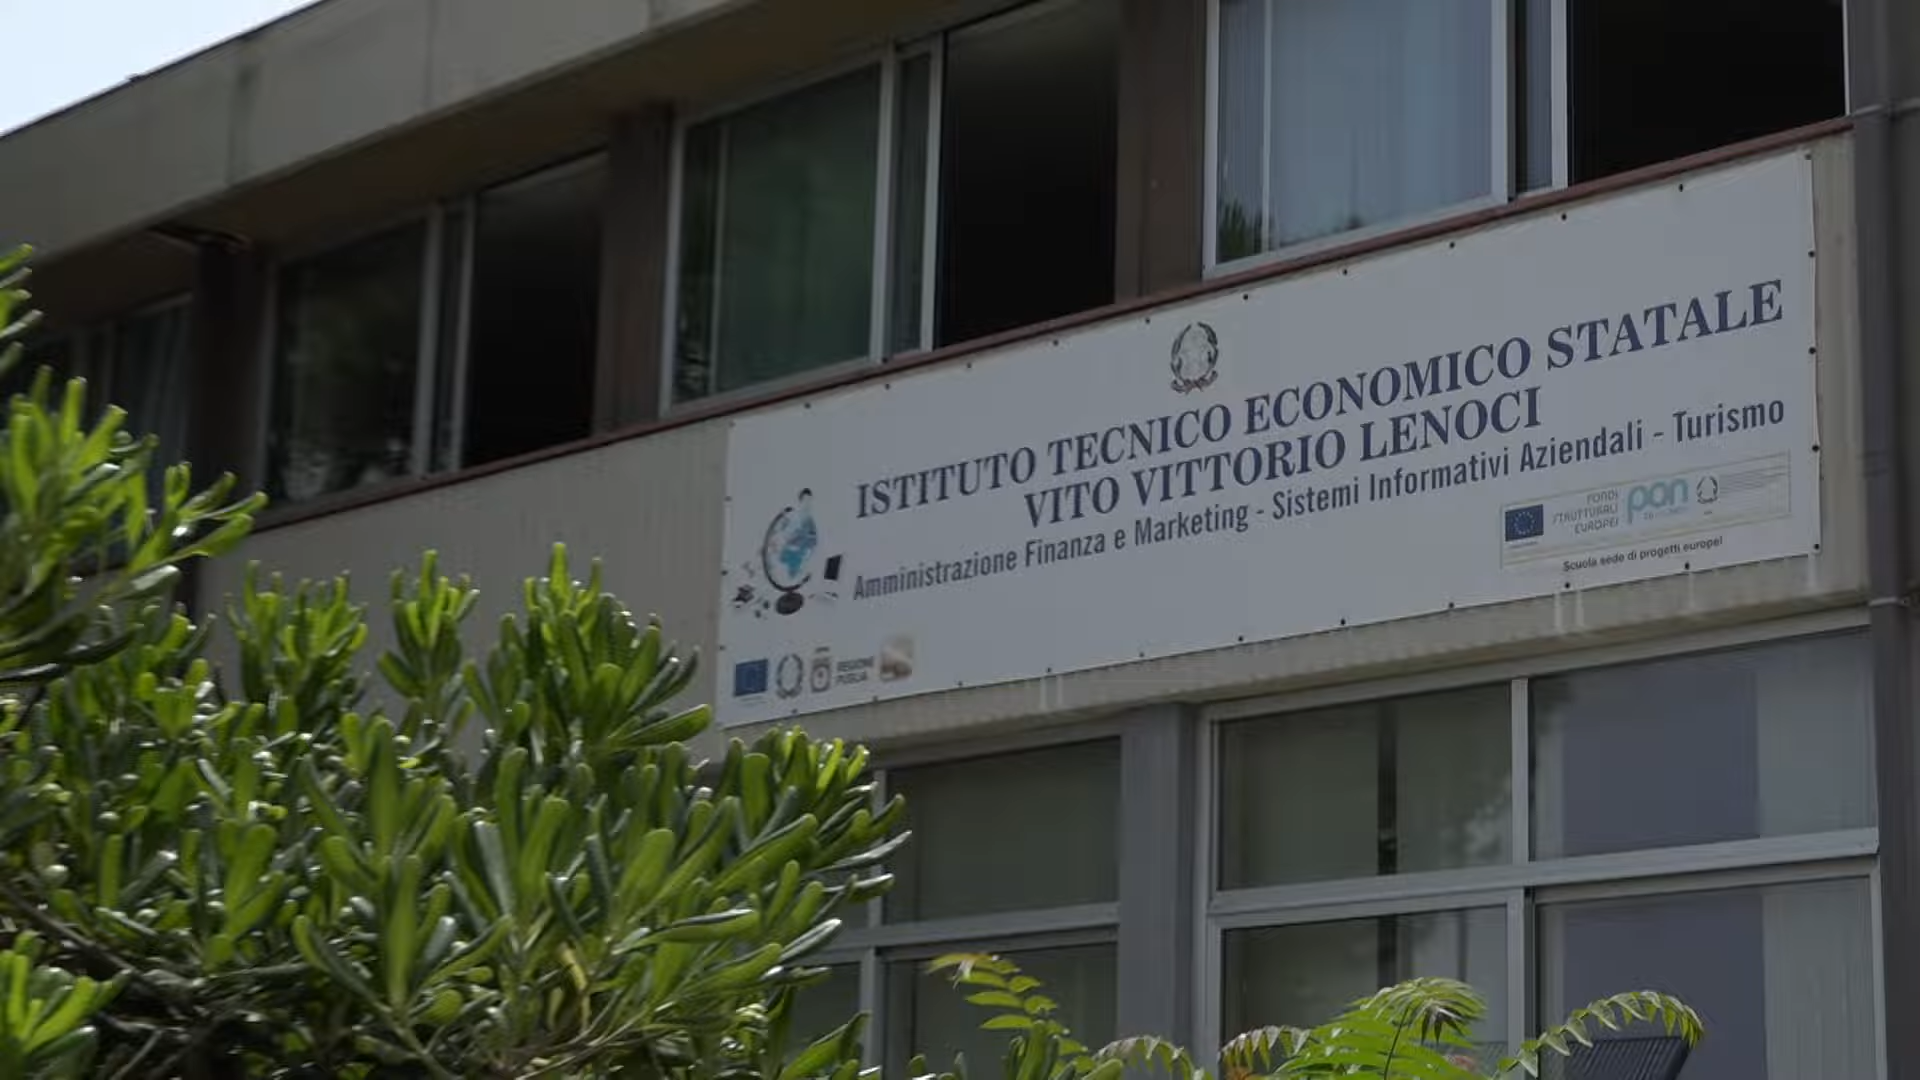 ISTITUTO TECNICO ECONOMICO STATALE
VITO VITTORIO LENOCI
Amministrazione Finanza e Marketing - Sistemi Informativi Aziendali - Turismo
FONDI
STRUTTURALI
EUROPEI
pon
Scuola sede di progetti europei
REGIONE
PUGLIA